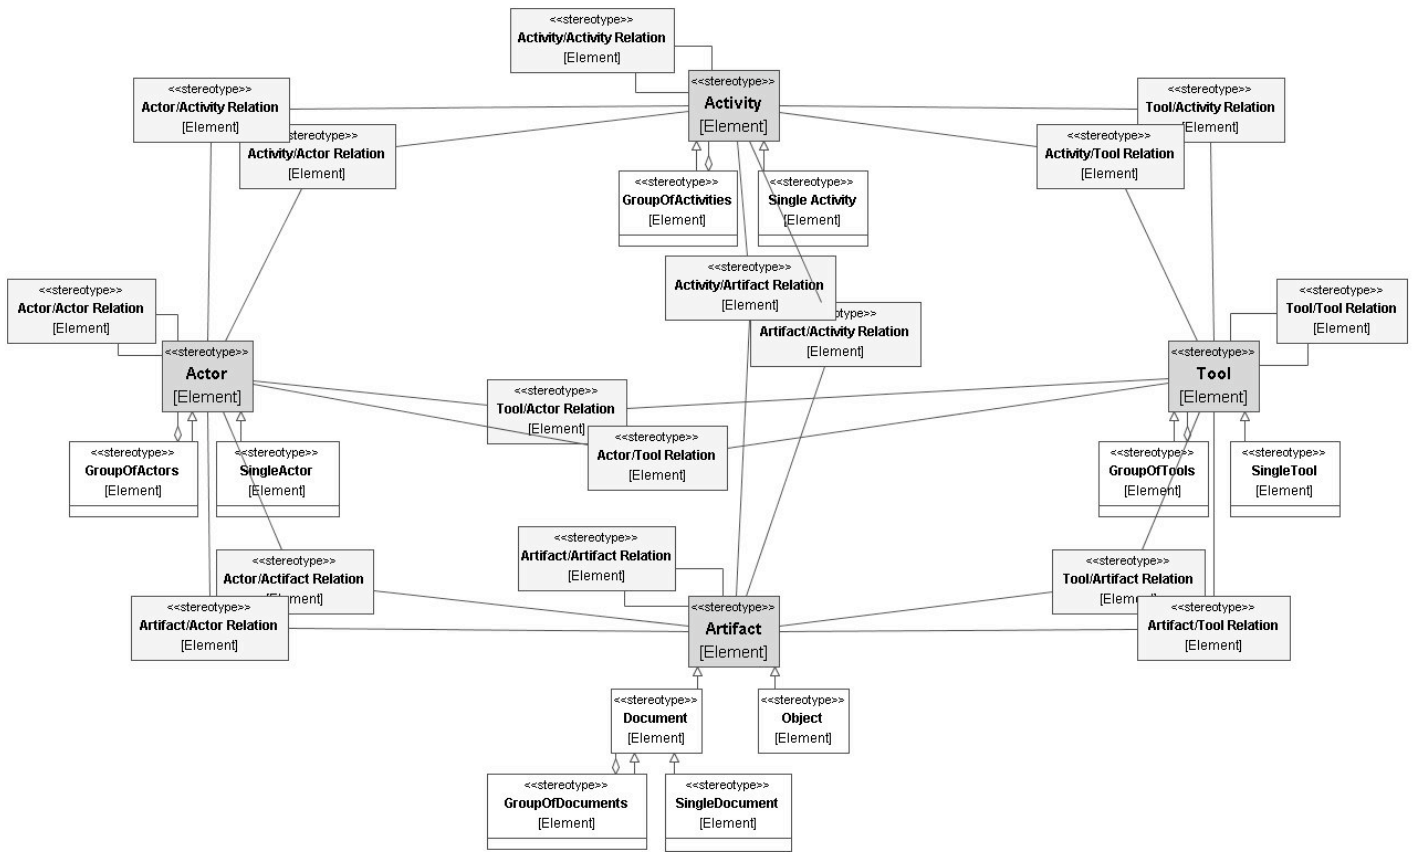 <<stereotype>>
Activity/Activity Relation
[Element]
<<stereotype>>
Activity
[Element]
<<stereotype>>
Actor/Activity Relation
[Element]
<<stereotype>>
Activity/Actor Relation
[Element]
<<stereotype>>
Tool/Activity Relation
[Element]
<<stereotype>>
Activity/Tool Relation
[Element]
<<stereotype>>
GroupOfActivities
[Element]
<<stereotype>>
Single Activity
[Element]
<<stereotype>>
Activity/Artifact Relation
[Element]
<<stereotype>>
Artifact/Activity Relation
[Element]
<<stereotype>>
Actor/Actor Relation
[Element]
<<stereotype>>
Actor
[Element]
<<stereotype>>
Tool/Tool Relation
[Element]
<<stereotype>>
Tool
[Element]
<<stereotype>>
Tool/Actor Relation
[Element]
<<stereotype>>
Actor/Tool Relation
[Element]
<<stereotype>>
GroupOfActors
[Element]
<<stereotype>>
SingleActor
[Element]
<<stereotype>>
GroupOfTools
[Element]
<<stereotype>>
SingleTool
[Element]
<<stereotype>>
Artifact/Artifact Relation
[Element]
<<stereotype>>
Actor/Actifact Relation
[Element]
<<stereotype>>
Artifact/Actor Relation
[Element]
<<stereotype>>
Artifact
[Element]
<<stereotype>>
Tool/Artifact Relation
[Element]
<<stereotype>>
Artifact/Tool Relation
[Element]
<<stereotype>>
Document
[Element]
<<stereotype>>
Object
[Element]
<<stereotype>>
GroupOfDocuments
[Element]
<<stereotype>>
SingleDocument
[Element]